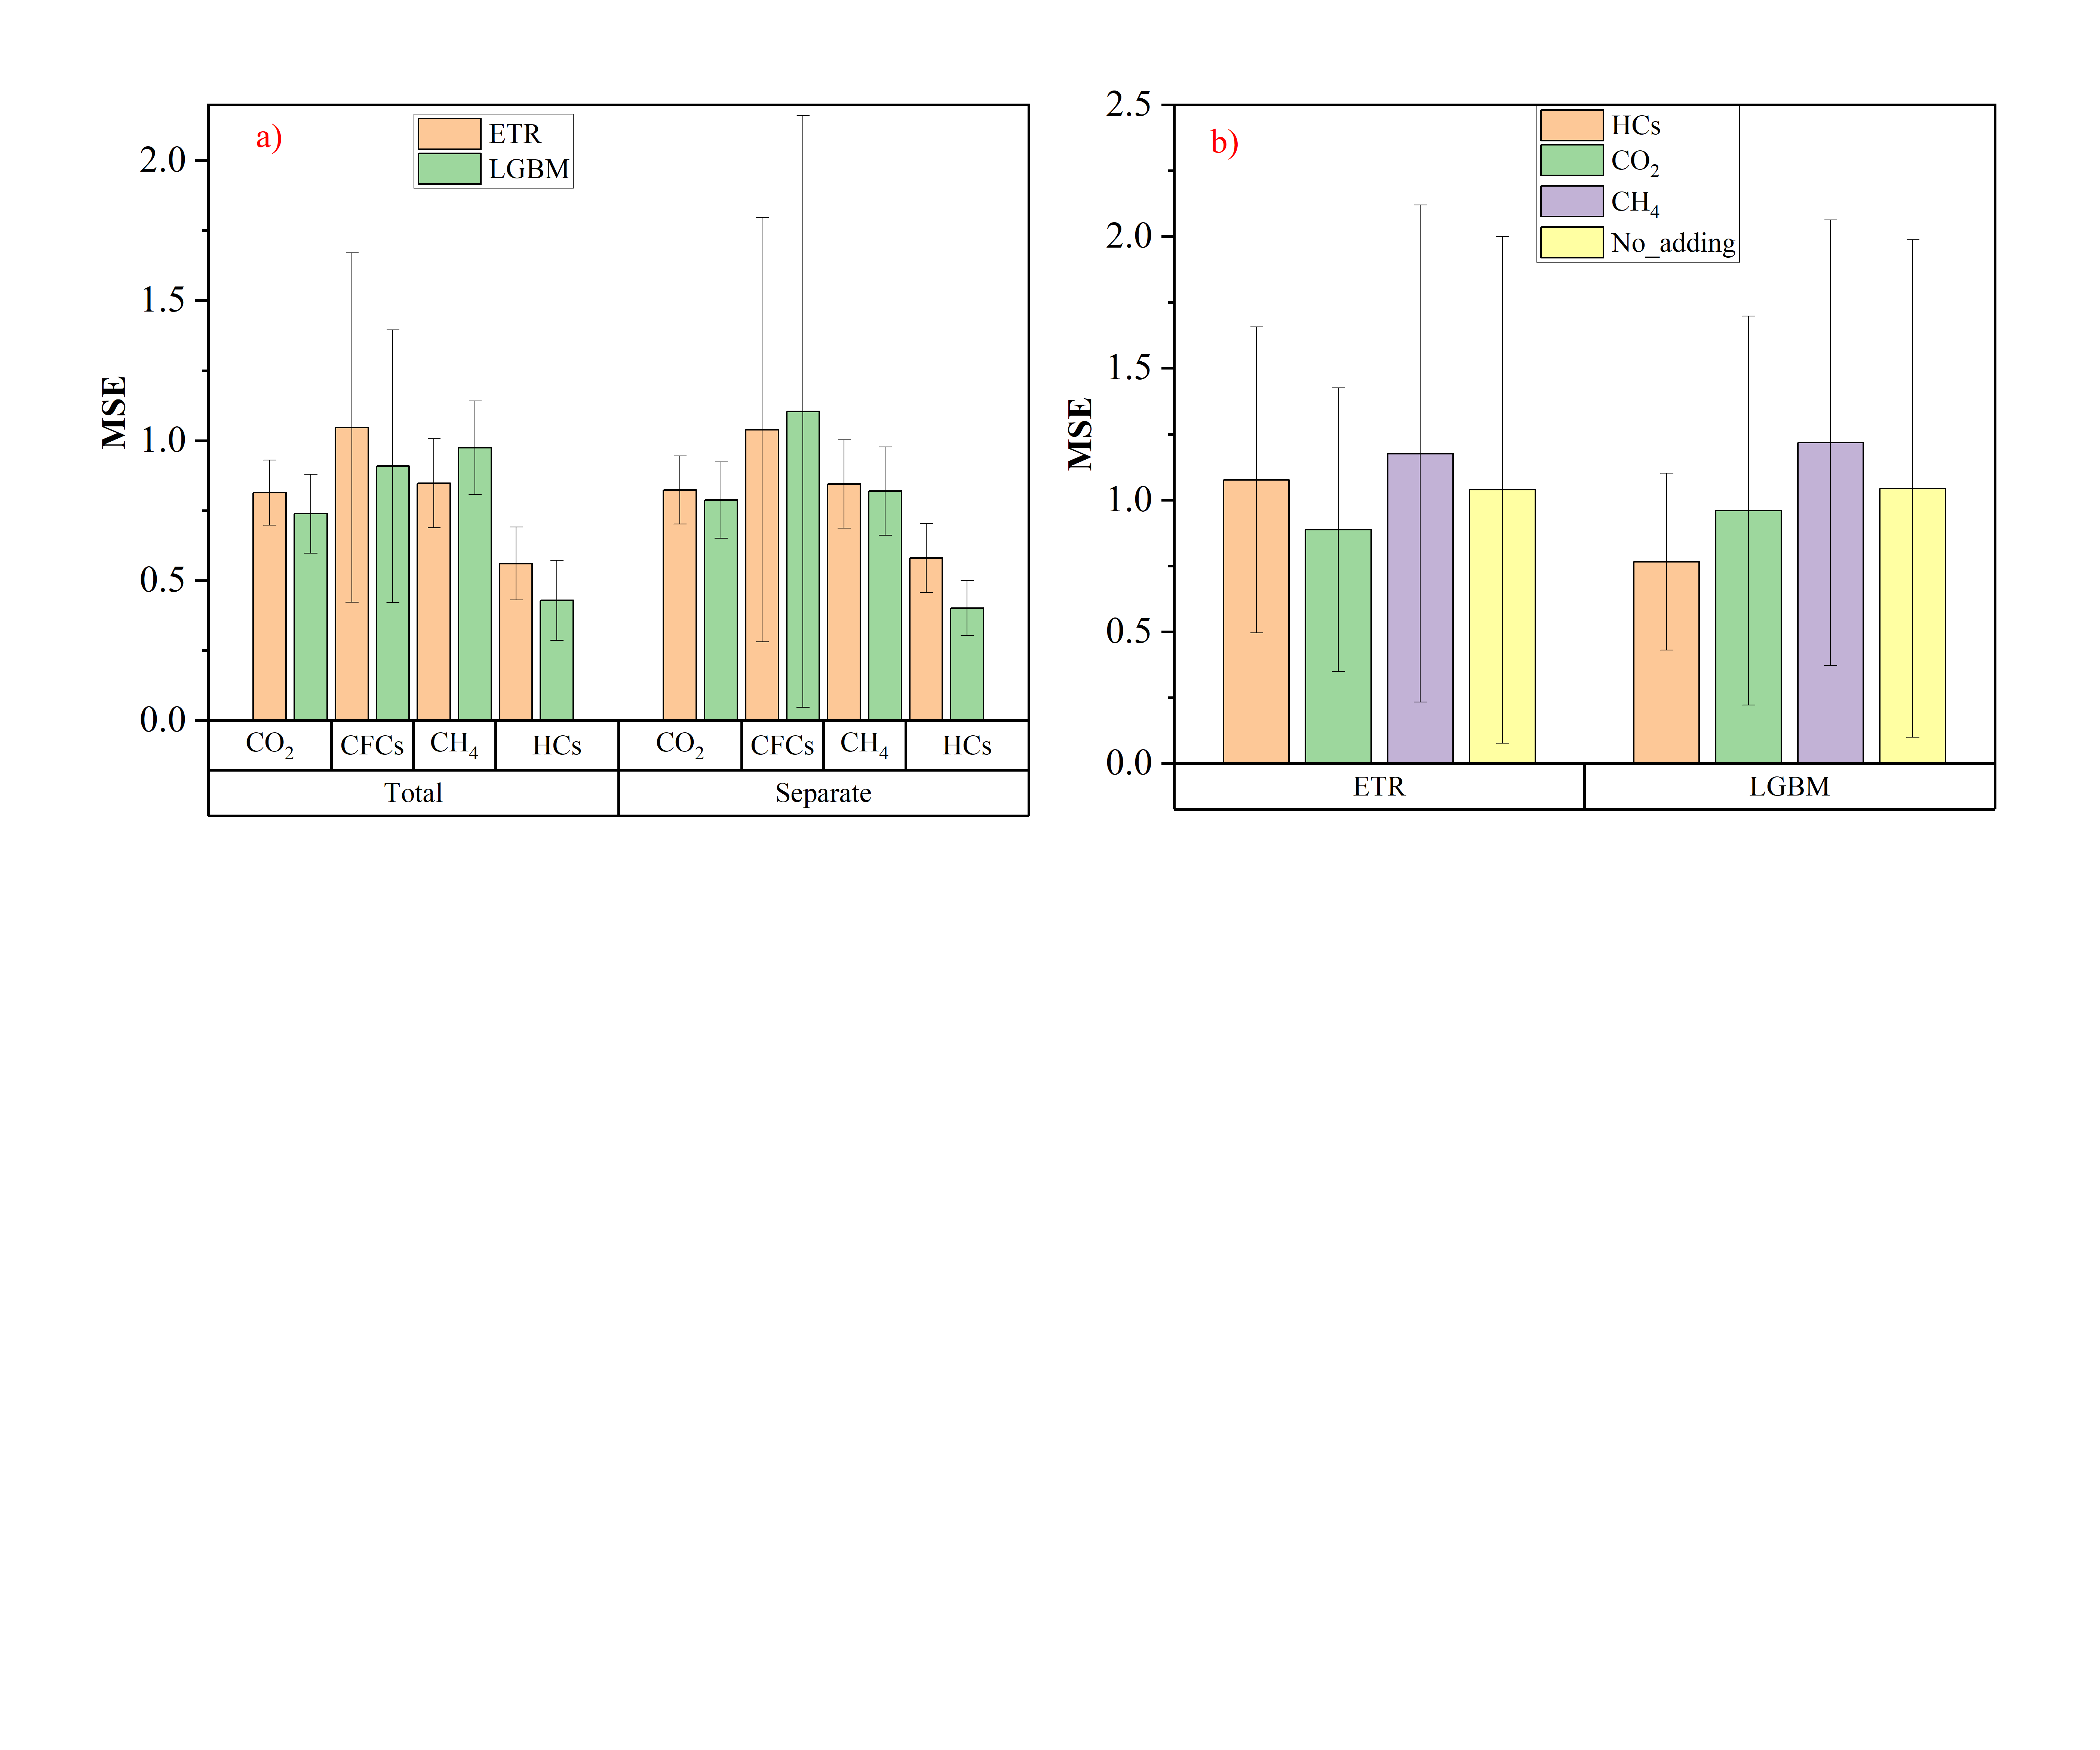 a)
ETR
LGBM
2.0
1.5
1.0
0.5
0.0
MSE
CO₂ CFCs CH₄ HCs CO₂ CFCs CH₄ HCs
Total Separate
b)
HCs
CO₂
CH₄
No_adding
2.5
2.0
1.5
1.0
0.5
0.0
MSE
ETR LGBM